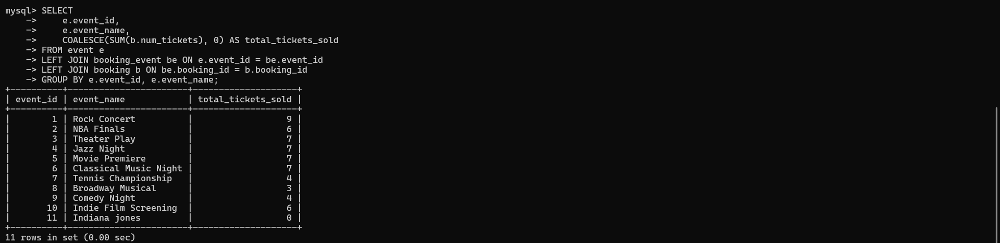 mysql> SELECT
    ->     e.event_id,
    ->     e.event_name,
    ->     COALESCE(SUM(b.num_tickets), 0) AS total_tickets_sold
    -> FROM event e
    -> LEFT JOIN booking_event be ON e.event_id = be.event_id
    -> LEFT JOIN booking b ON be.booking_id = b.booking_id
    -> GROUP BY e.event_id, e.event_name;
+----------+-----------------------+--------------------+
| event_id | event_name            | total_tickets_sold |
+----------+-----------------------+--------------------+
|        1 | Rock Concert          |                  9 |
|        2 | NBA Finals            |                  6 |
|        3 | Theater Play          |                  7 |
|        4 | Jazz Night            |                  7 |
|        5 | Movie Premiere        |                  7 |
|        6 | Classical Music Night |                  7 |
|        7 | Tennis Championship   |                  4 |
|        8 | Broadway Musical      |                  3 |
|        9 | Comedy Night          |                  4 |
|       10 | Indie Film Screening  |                  6 |
|       11 | Indiana jones         |                  0 |
+----------+-----------------------+--------------------+
11 rows in set (0.00 sec)